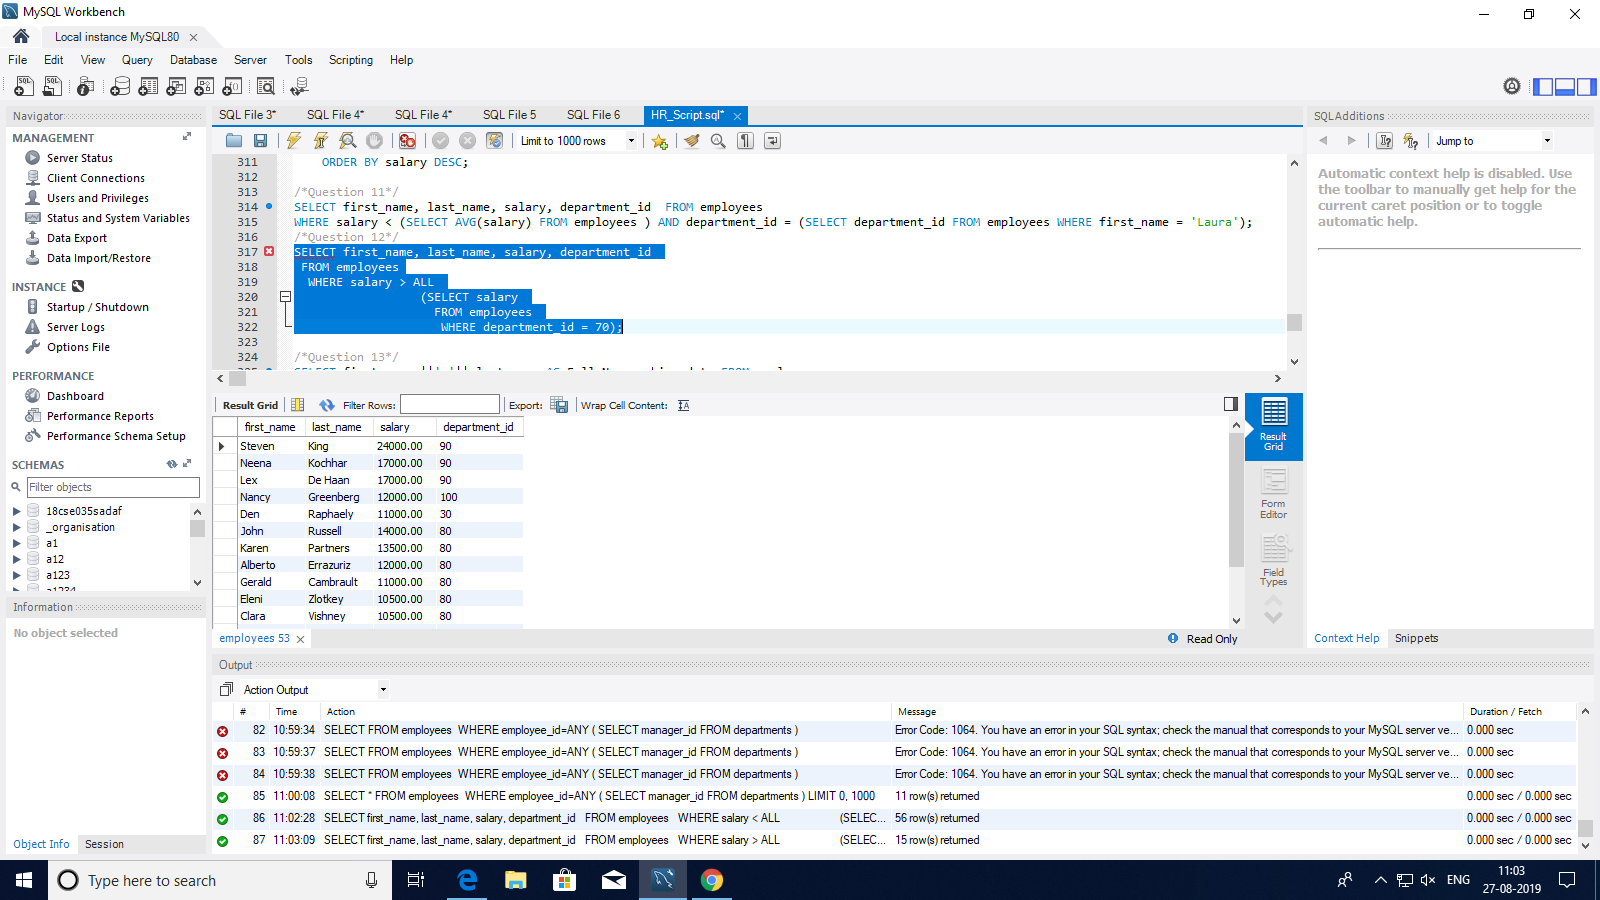 MySQL Workbench
Local instance MySQL80
File Edit View Query Database Server Tools Scripting Help
Navigator
MANAGEMENT
Server Status
Client Connections
Users and Privileges
Status and System Variables
Data Export
Data Import/Restore
INSTANCE
Startup / Shutdown
Server Logs
Options File
PERFORMANCE
Dashboard
Performance Reports
Performance Schema Setup
SCHEMAS
Filter objects
18cse035sadaf
_organisation
a1
a12
a123
a1234
Information
No object selected
Object Info Session
SQL File 3* SQL File 4* SQL File 4* SQL File 5 SQL File 6 HR_Script.sql*
Limit to 1000 rows
311 ORDER BY salary DESC;
312
313 /*Question 11*/
314 SELECT first_name, last_name, salary, department_id FROM employees
315 WHERE salary < (SELECT AVG(salary) FROM employees ) AND department_id = (SELECT department_id FROM employees WHERE first_name = 'Laura');
316 /*Question 12*/
317 SELECT first_name, last_name, salary, department_id
318 FROM employees
319 WHERE salary > ALL
320 (SELECT salary
321 FROM employees
322 WHERE department_id = 70);
323
324 /*Question 13*/
Result Grid Filter Rows: Export: Wrap Cell Content:
first_name last_name salary department_id
Steven King 24000.00 90
Neena Kochhar 17000.00 90
Lex De Haan 17000.00 90
Nancy Greenberg 12000.00 100
Den Raphaely 11000.00 30
John Russell 14000.00 80
Karen Partners 13500.00 80
Alberto Errazuriz 12000.00 80
Gerald Cambrault 11000.00 80
Eleni Zlotkey 10500.00 80
Clara Vishney 10500.00 80
Result Grid
Form Editor
Field Types
employees 53 Read Only
SQLAdditions
Jump to
Automatic context help is disabled. Use
the toolbar to manually get help for the
current caret position or to toggle
automatic help.
Context Help Snippets
Output
Action Output
# Time Action Message Duration / Fetch
82 10:59:34 SELECT FROM employees WHERE employee_id=ANY ( SELECT manager_id FROM departments ) Error Code: 1064. You have an error in your SQL syntax; check the manual that corresponds to your MySQL server ve... 0.000 sec
83 10:59:37 SELECT FROM employees WHERE employee_id=ANY ( SELECT manager_id FROM departments ) Error Code: 1064. You have an error in your SQL syntax; check the manual that corresponds to your MySQL server ve... 0.000 sec
84 10:59:38 SELECT FROM employees WHERE employee_id=ANY ( SELECT manager_id FROM departments ) Error Code: 1064. You have an error in your SQL syntax; check the manual that corresponds to your MySQL server ve... 0.000 sec
85 11:00:08 SELECT * FROM employees WHERE employee_id=ANY ( SELECT manager_id FROM departments ) LIMIT 0, 1000 11 row(s) returned 0.000 sec / 0.000 sec
86 11:02:28 SELECT first_name, last_name, salary, department_id FROM employees WHERE salary < ALL (SELEC... 56 row(s) returned 0.000 sec / 0.000 sec
87 11:03:09 SELECT first_name, last_name, salary, department_id FROM employees WHERE salary > ALL (SELEC... 15 row(s) returned 0.000 sec / 0.000 sec
Type here to search
ENG
11:03
27-08-2019